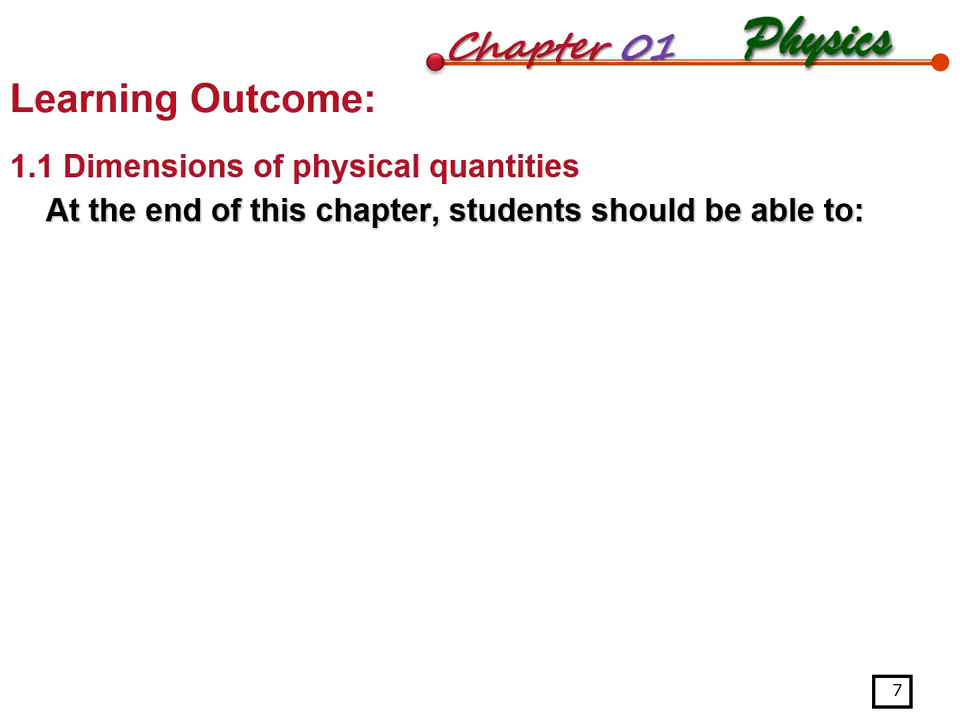 Chapter 01 Physics
Learning Outcome:
1.1 Dimensions of physical quantities
At the end of this chapter, students should be able to:
7